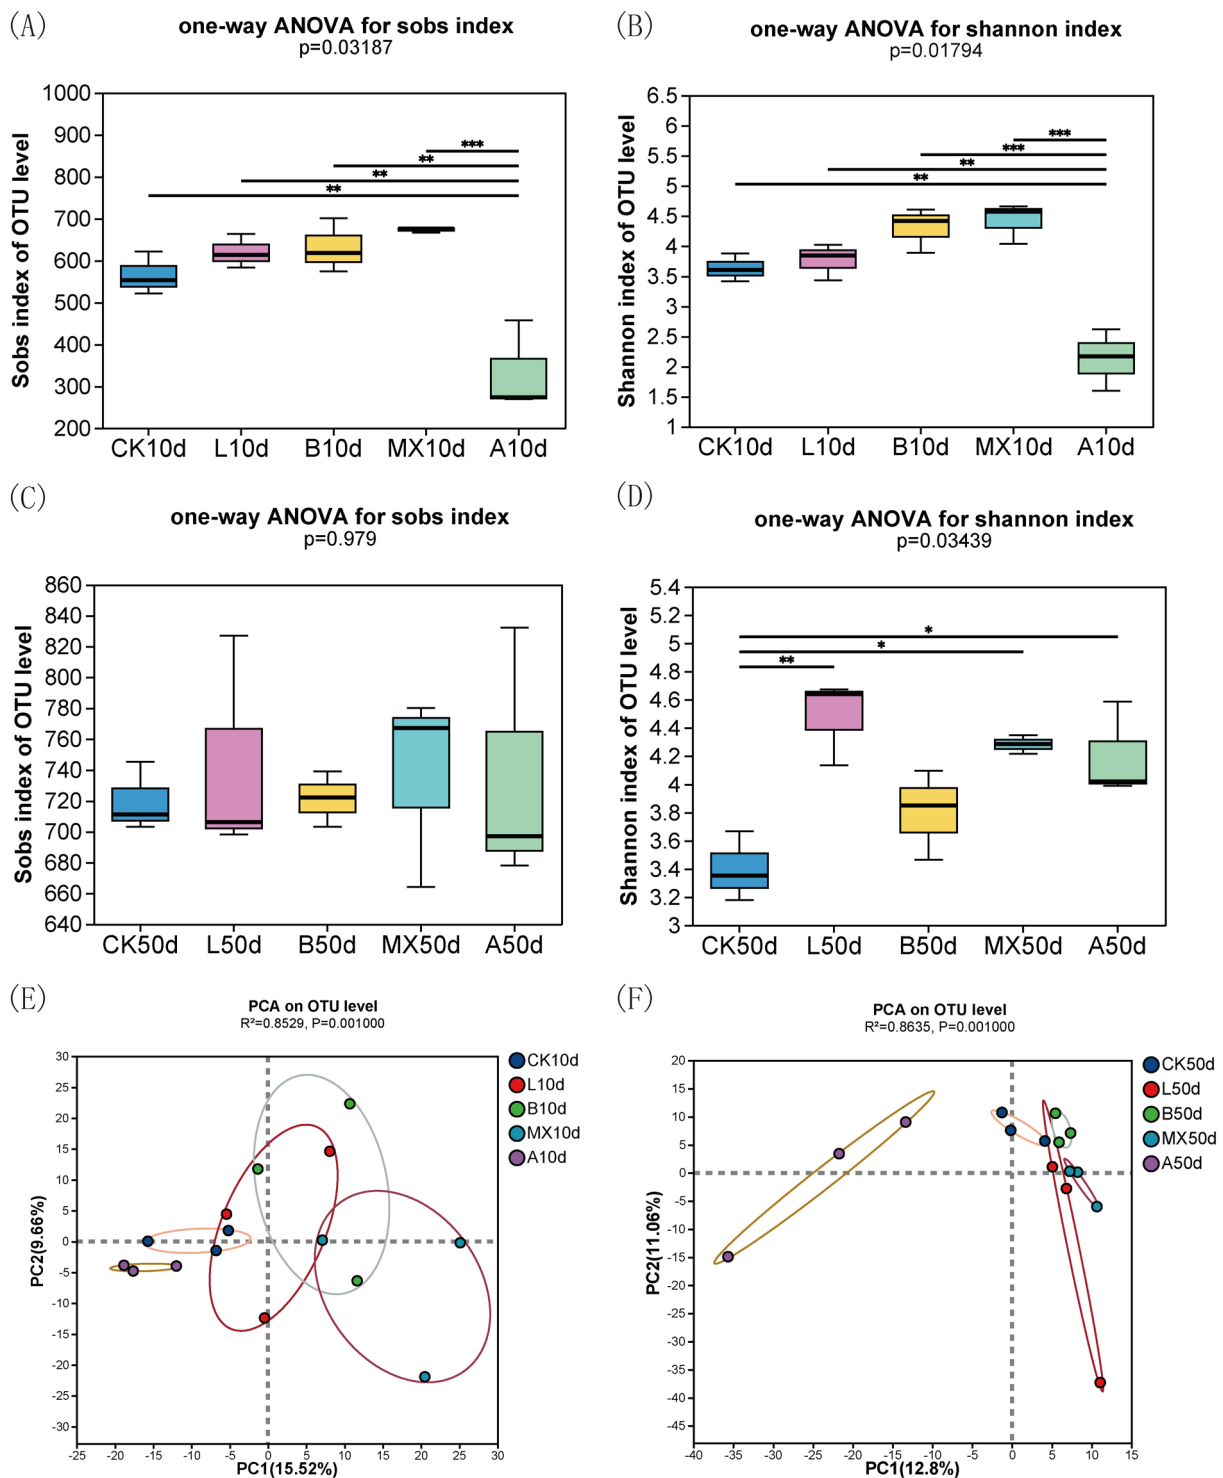 (A)
one-way ANOVA for sobs index
p=0.03187
Sobs index of OTU level
1000
900
800
700
600
500
400
300
200
***
**
**
**
CK10d L10d B10d MX10d A10d
(B)
one-way ANOVA for shannon index
p=0.01794
Shannon index of OTU level
6.5
6
5.5
5
4.5
4
3.5
3
2.5
2
1.5
1
***
***
**
**
CK10d L10d B10d MX10d A10d
(C)
one-way ANOVA for sobs index
p=0.979
Sobs index of OTU level
860
840
820
800
780
760
740
720
700
680
660
640
CK50d L50d B50d MX50d A50d
(D)
one-way ANOVA for shannon index
p=0.03439
Shannon index of OTU level
5.4
5.2
5
4.8
4.6
4.4
4.2
4
3.8
3.6
3.4
3.2
3
*
*
**
CK50d L50d B50d MX50d A50d
(E)
PCA on OTU level
R²=0.8529, P=0.001000
PC2(9.66%)
30
25
20
15
10
5
0
-5
-10
-15
-20
-25
-30
-25 -20 -15 -10 -5 0 5 10 15 20 25 30
PC1(15.52%)
CK10d
L10d
B10d
MX10d
A10d
(F)
PCA on OTU level
R²=0.8635, P=0.001000
PC2(11.06%)
20
15
10
5
0
-5
-10
-15
-20
-25
-30
-35
-40
-45
-40 -35 -30 -25 -20 -15 -10 -5 0 5 10 15
PC1(12.8%)
CK50d
L50d
B50d
MX50d
A50d